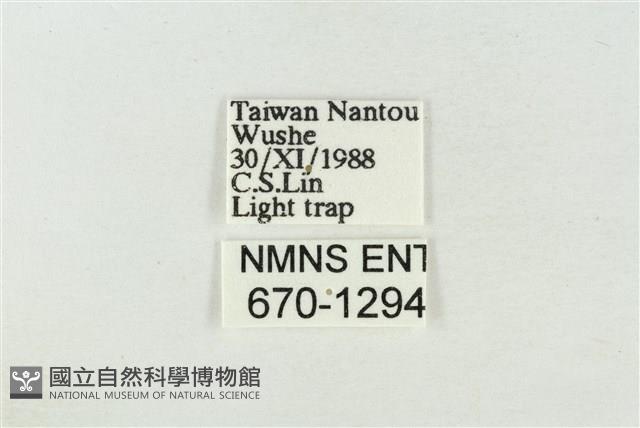 Taiwan Nantou
Wushe
30/XI/1988
C.S.Lin
Light trap
NMNS ENT
670-1294
國立自然科學博物館
NATIONAL MUSEUM OF NATURAL SCIENCE